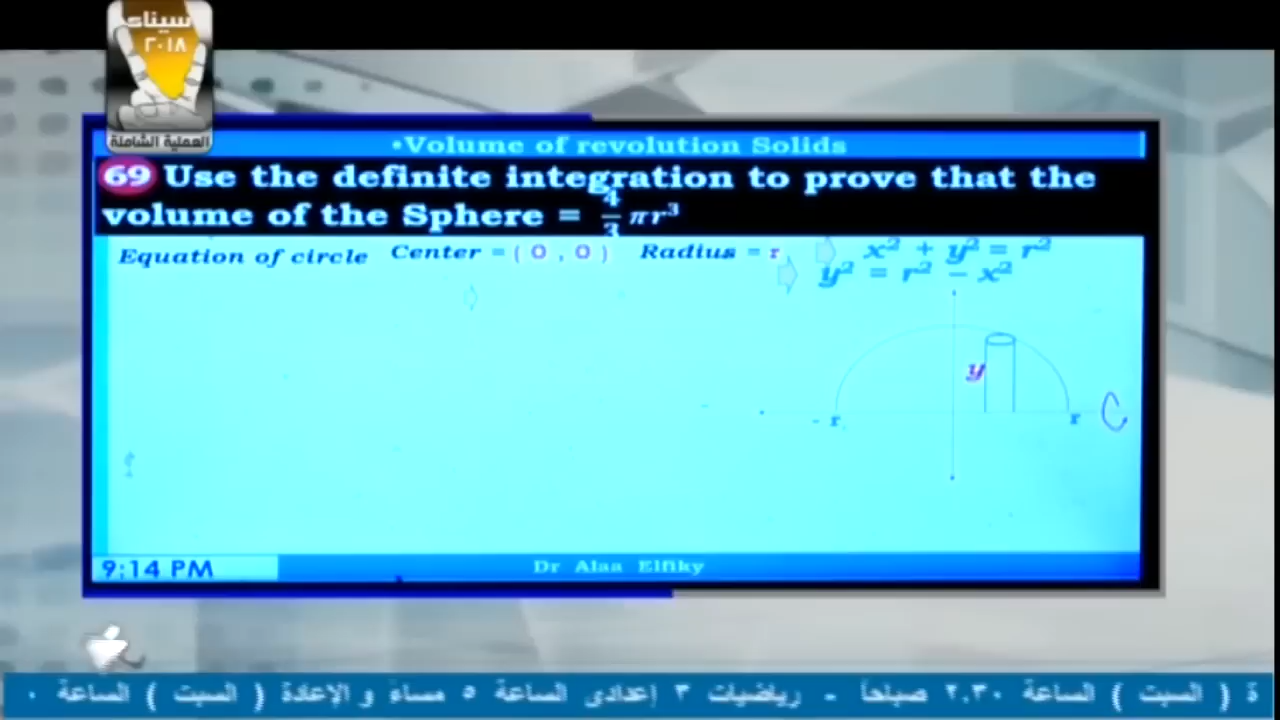 سيناء
٢٠١٨
العملية الشاملة
•Volume of revolution Solids
69 Use the definite integration to prove that the
volume of the Sphere = 4/3 πr³
Equation of circle Center = ( 0 , 0 ) Radius = r ⇨ x² + y² = r²
⇨ y² = r² − x²
y
- r
r
9:14 PM
Dr Alaa Elfiky
ة ( السبت ) الساعة ٢.٣٠ صباحاً - رياضيات ٣ إعدادى الساعة ٥ مساءً و الإعادة ( السبت ) الساعة ٠